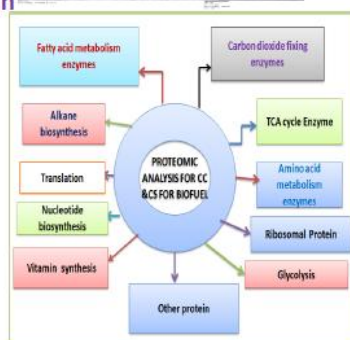 n
Fatty acid metabolism
enzymes
Carbon dioxide fixing
enzymes
Alkane
biosynthesis
TCA cycle Enzyme
Translation
PROTEOMIC
ANALYSIS FOR CC
&CS FOR BIOFUEL
Amino acid
metabolism
enzymes
Nucleotide
biosynthesis
Ribosomal Protein
Vitamin synthesis
Glycolysis
Other protein